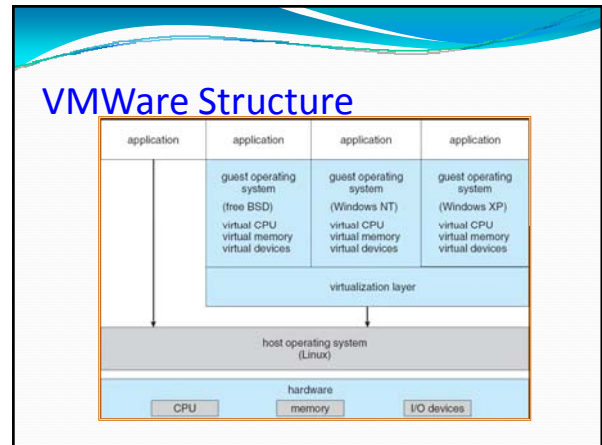 VMWare Structure
application
application
application
application
guest operating
system
(free BSD)
virtual CPU
virtual memory
virtual devices
guest operating
system
(Windows NT)
virtual CPU
virtual memory
virtual devices
guest operating
system
(Windows XP)
virtual CPU
virtual memory
virtual devices
virtualization layer
host operating system
(Linux)
hardware
CPU
memory
I/O devices